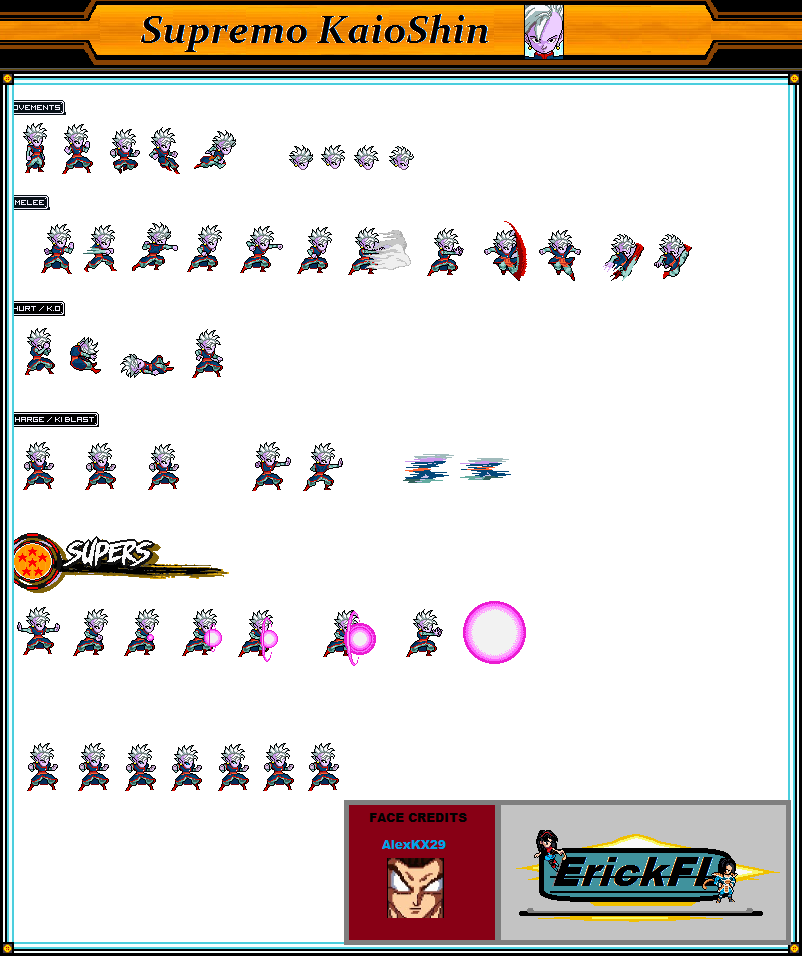 Supremo KaioShin
OVEMENTS
MELEE
HURT / K.O
HARGE / KI BLAST
SUPERS
FACE CREDITS
AlexKX29
ErickFL